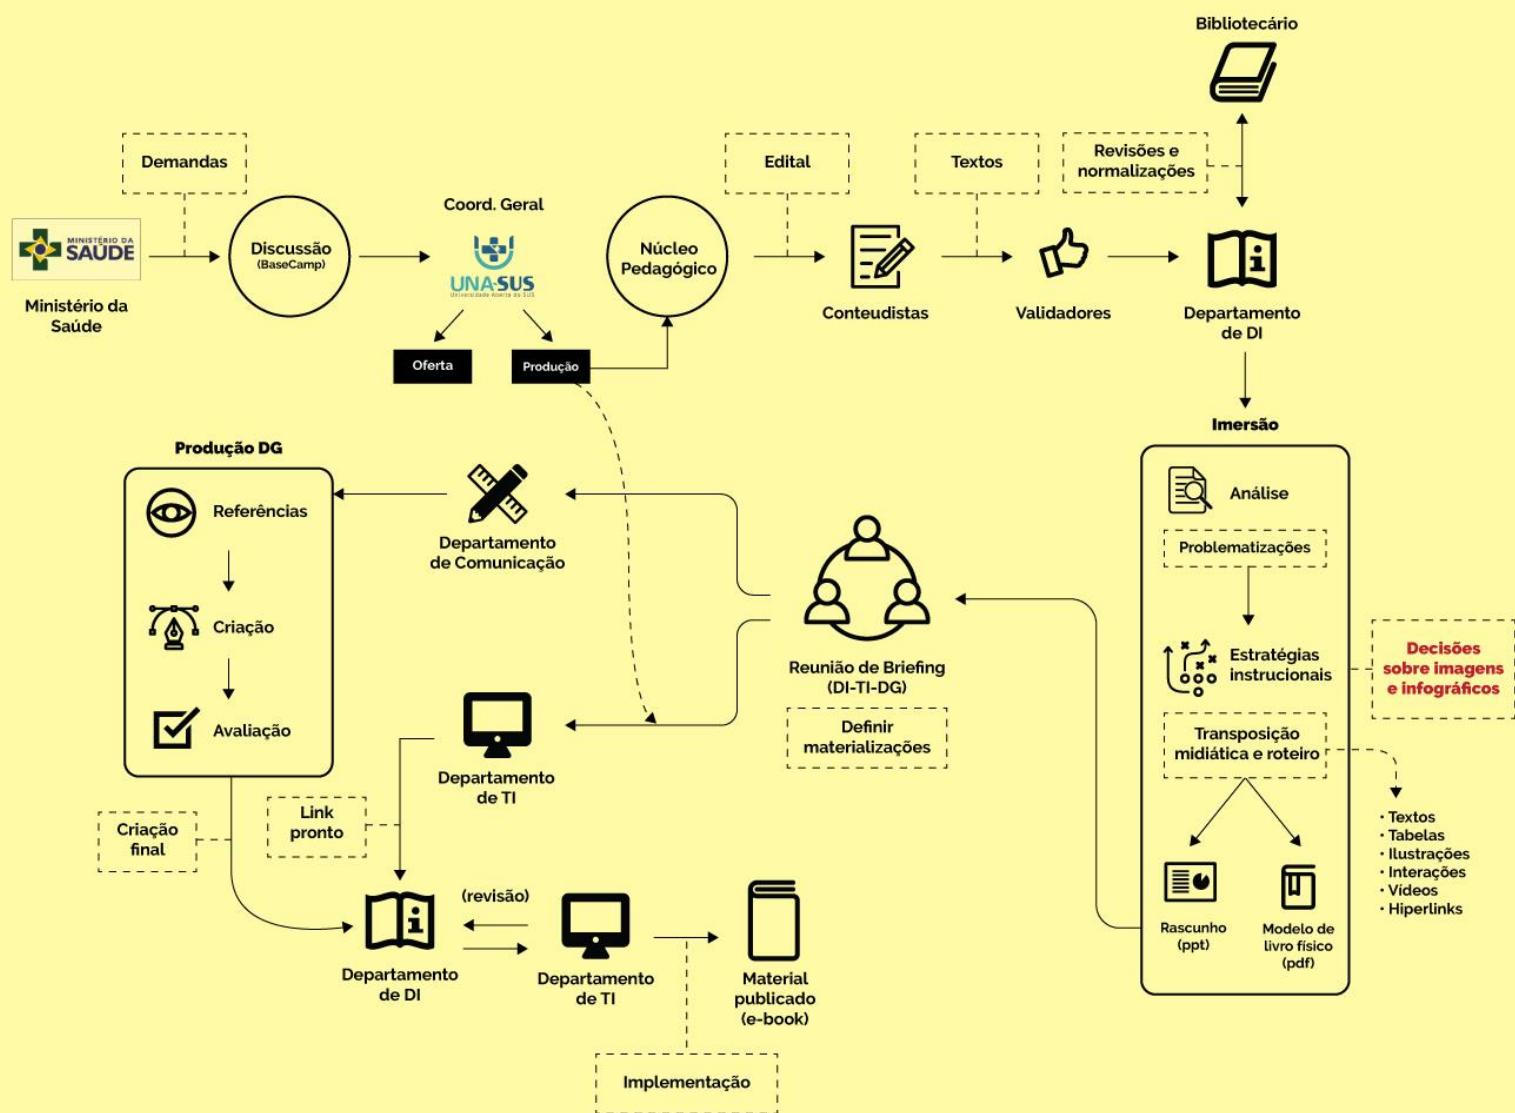 Bibliotecário
Demandas
Edital
Textos
Revisões e
normalizações
MINISTÉRIO DA
SAÚDE
Ministério da
Saúde
Discussão
(BaseCamp)
Coord. Geral
UNA-SUS
Universidade Aberta do SUS
Oferta
Produção
Núcleo
Pedagógico
Conteudistas
Validadores
Departamento
de DI
Imersão
Análise
Problematizações
Estratégias
instrucionais
Decisões
sobre imagens
e infográficos
Transposição
midiática e roteiro
• Textos
• Tabelas
• Ilustrações
• Interações
• Vídeos
• Hiperlinks
Rascunho
(ppt)
Modelo de
livro físico
(pdf)
Reunião de Briefing
(DI-TI-DG)
Definir
materializações
Departamento
de Comunicação
Produção DG
Referências
Criação
Avaliação
Departamento
de TI
Link
pronto
Criação
final
Departamento
de DI
(revisão)
Departamento
de TI
Material
publicado
(e-book)
Implementação